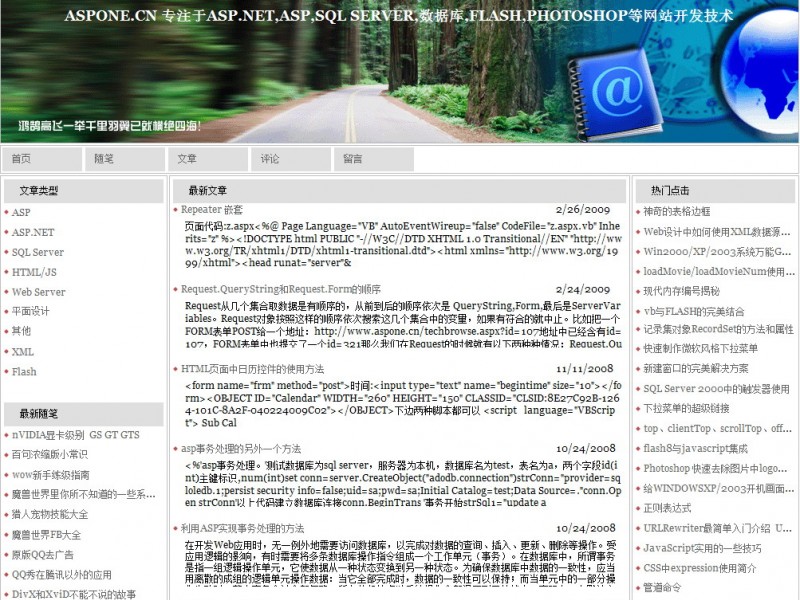 ASPONE.CN 专注于ASP.NET,ASP,SQL SERVER,数据库,FLASH,PHOTOSHOP等网站开发技术
鸿鹄高飞一举千里羽翼已就横绝四海!
首页
随笔
文章
评论
留言
文章类型
ASP
ASP.NET
SQL Server
HTML/JS
Web Server
平面设计
其他
XML
Flash
最新随笔
nVIDIA显卡级别 GS GT GTS
百司浓缩版小常识
wow新手练级指南
魔兽世界里你所不知道的一些系...
猎人宠物技能大全
魔兽世界FB大全
原版QQ去广告
QQ秀在腾讯以外的应用
DivX和XviD不能不说的故事
最新文章
Repeater 嵌套 2/26/2009
页面代码:z.aspx<%@ Page Language="VB" AutoEventWireup="false" CodeFile="z.aspx.vb" Inhe
rits="z" %><!DOCTYPE html PUBLIC "-//W3C//DTD XHTML 1.0 Transitional//EN" "http://ww
w.w3.org/TR/xhtml1/DTD/xhtml1-transitional.dtd"><html xmlns="http://www.w3.org/19
99/xhtml"><head runat="server"&
Request.QueryString和Request.Form的顺序 2/24/2009
Request从几个集合取数据是有顺序的，从前到后的顺序依次是 QueryString,Form,最后是ServerVar
iables。Request对象按照这样的顺序依次搜索这几个集合中的变量，如果有符合的就中止。比如把一个
FORM表单POST给一个地址：http://www.aspone.cn/techbrowse.aspx?id=107地址中已经含有id=
107，FORM表单中也提交了一个id=321那么我们在Request的时候就有以下两种种情况：Request.Qu
HTML页面中日历控件的使用方法 11/11/2008
<form name="frm" method="post">时间:<input type="text" name="begintime" size="10"></fo
rm><OBJECT ID="Calendar" WIDTH="260" HEIGHT="150" CLASSID="CLSID:8E27C92B-126
4-101C-8A2F-040224009C02"></OBJECT>下边两种脚本都可以 <script language="VBScrip
t"> Sub Cal
asp事务处理的另外一个方法 10/24/2008
<%'asp事务处理。'测试数据库为sql server，服务器为本机，数据库名为test，表名为a，两个字段id(i
nt)主键标识,num(int)set conn=server.CreateObject("adodb.connection")strConn="provider=sq
loledb.1;persist security info=false;uid=sa;pwd=sa;Initial Catalog=test;Data Source=."conn.Op
en strConn'以上代码建立数据库连接conn.BeginTrans '事务开始strSql1="update a
利用ASP实现事务处理的方法 10/24/2008
在开发Web应用时，无一例外地需要访问数据库，以完成对数据的查询、插入、更新、删除等操作。受
应用逻辑的影响，有时需要将多条数据库操作指令组成一个工作单元（事务）。在数据库中，所谓事务
是指一组逻辑操作单元，它使数据从一种状态变换到另一种状态。为确保数据库中数据的一致性，应当
用离散的成组的逻辑单元操作数据：当它全部完成时，数据的一致性可以保持；而当单元中的一部分操
热门点击
神奇的表格边框
Web设计中如何使用XML数据源...
Win2000/XP/2003系统万能G...
loadMovie/loadMovieNum使用...
现代内存编号揭秘
vb与FLASH的完美结合
记录集对象RecordSet的方法和属性
快速制作微软风格下拉菜单
新建窗口的完美解决方案
SQL Server 2000中的触发器使用
下拉菜单的超级链接
top、clientTop、scrollTop、off...
flash8与javascript集成
Photoshop 快速去除图片中logo...
给WINDOWSXP/2003开机画面...
正则表达式
URLRewriter最简单入门介绍 U...
JavaScript实用的一些技巧
CSS中expression使用简介
管道命令